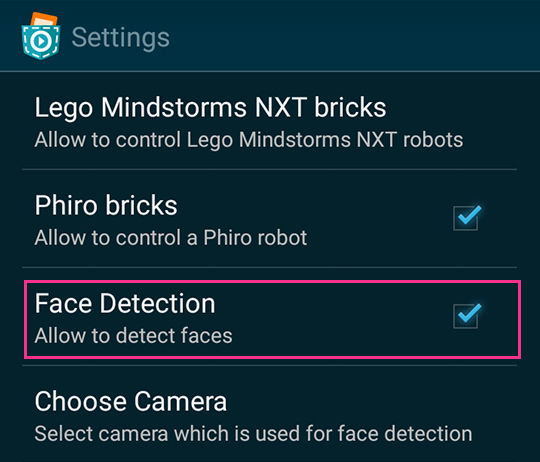 Settings
Lego Mindstorms NXT bricks
Allow to control Lego Mindstorms NXT robots
Phiro bricks
Allow to control a Phiro robot
Face Detection
Allow to detect faces
Choose Camera
Select camera which is used for face detection